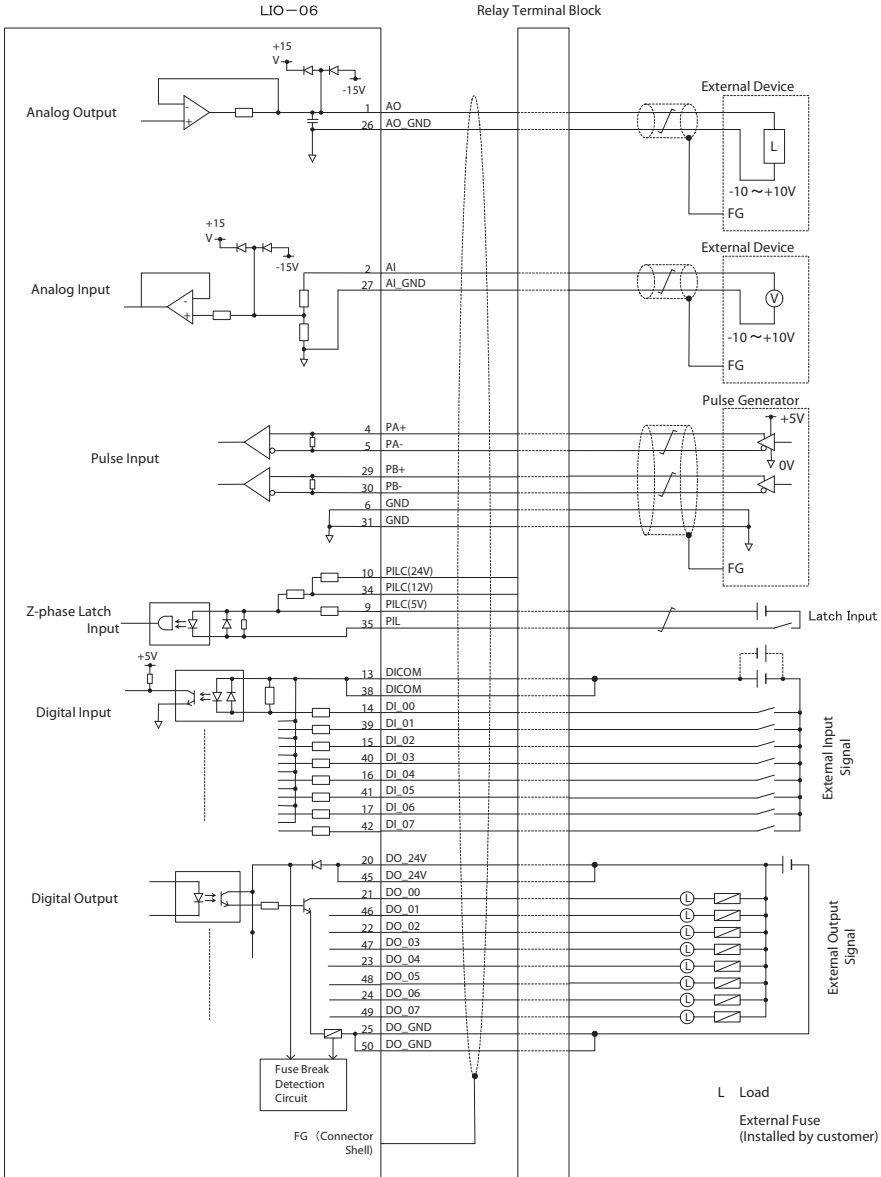 LIO－06
Relay Terminal Block
+15
V
-15V
Analog Output
-
+
1 AO
26 AO_GND
External Device
L
-10 ～+10V
FG
+15
V
-15V
Analog Input
-
+
2 AI
27 AI_GND
External Device
V
-10 ～+10V
FG
Pulse Input
4 PA+
5 PA-
29 PB+
30 PB-
6 GND
31 GND
Pulse Generator
+5V
0V
FG
Z-phase Latch
Input
10 PILC(24V)
34 PILC(12V)
9 PILC(5V)
35 PIL
Latch Input
+5V
Digital Input
13 DICOM
38 DICOM
14 DI_00
39 DI_01
15 DI_02
40 DI_03
16 DI_04
41 DI_05
17 DI_06
42 DI_07
External Input
Signal
Digital Output
20 DO_24V
45 DO_24V
21 DO_00
46 DO_01
22 DO_02
47 DO_03
23 DO_04
48 DO_05
24 DO_06
49 DO_07
25 DO_GND
50 DO_GND
L
L
L
L
L
L
L
L
External Output
Signal
Fuse Break
Detection
Circuit
FG （Connector
Shell)
L Load
External Fuse
(Installed by customer)